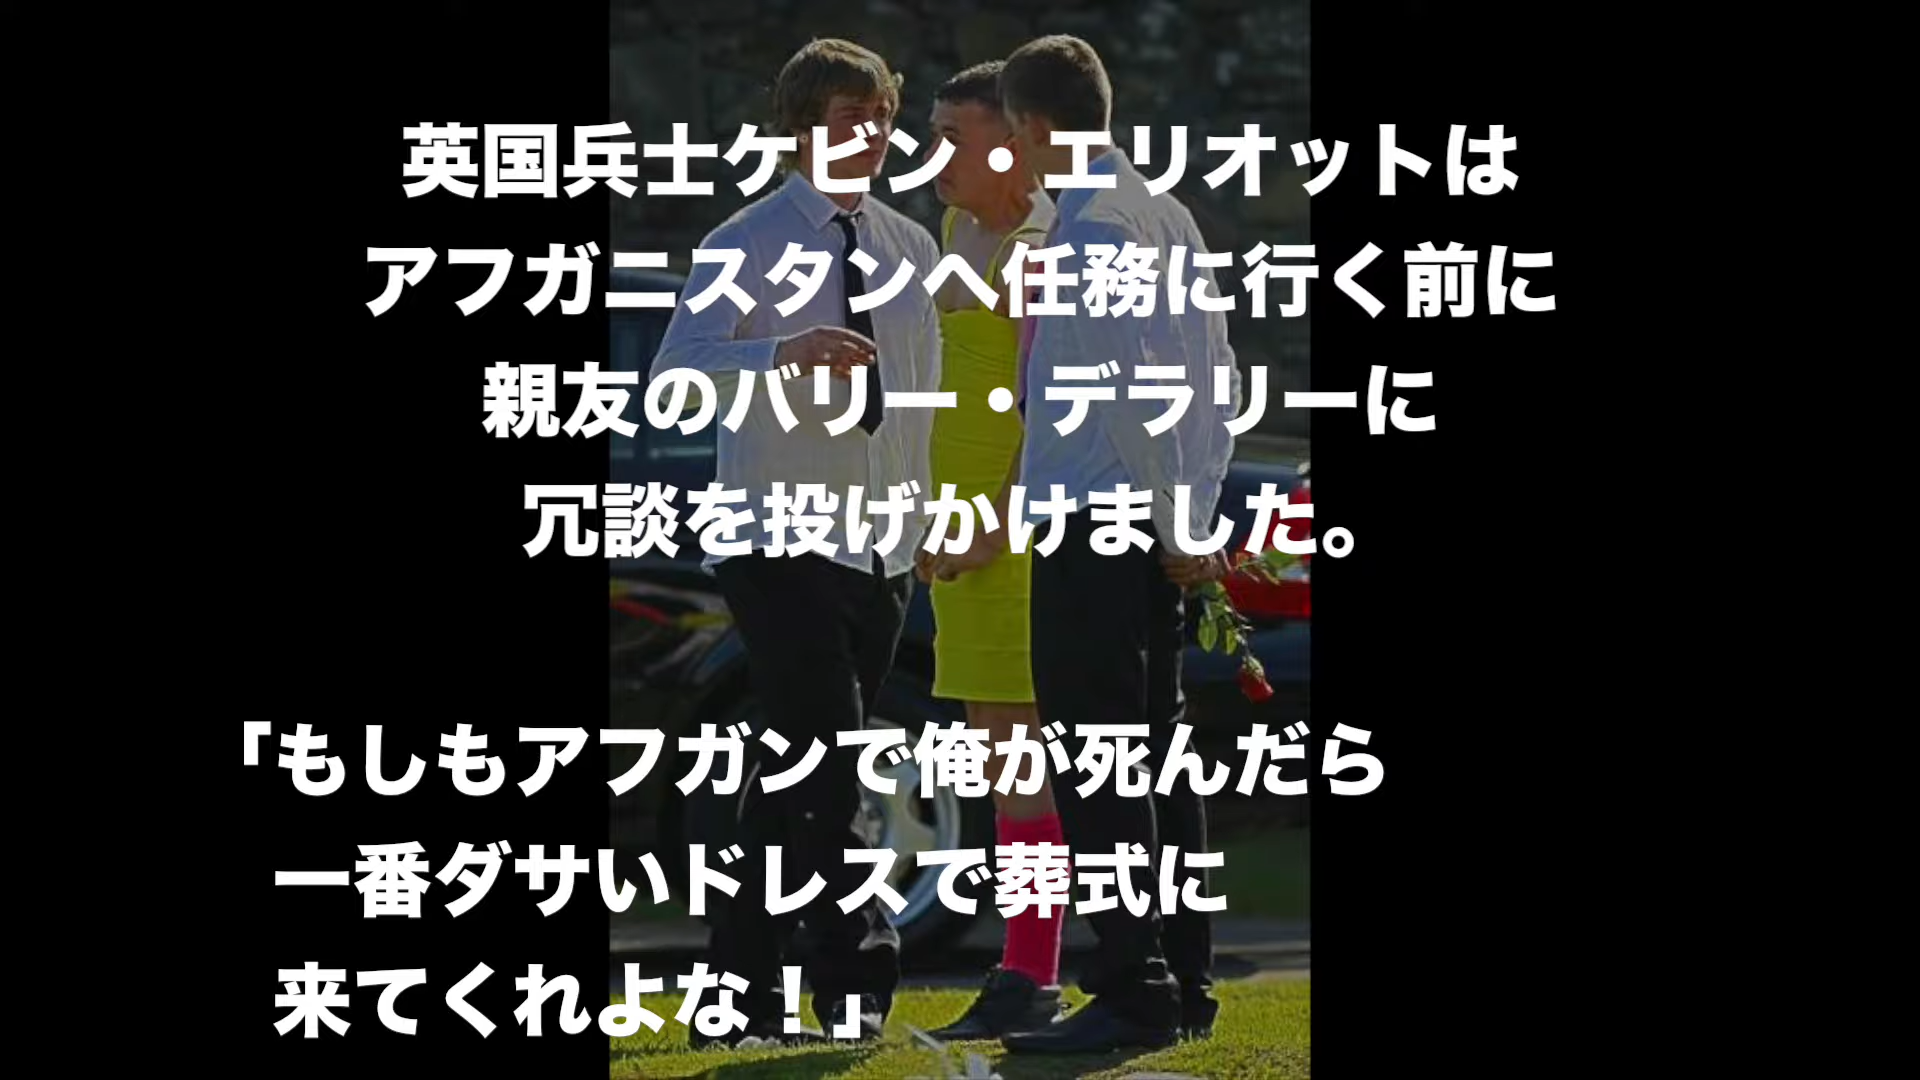 英国兵士ケビン・エリオットは
アフガニスタンへ任務に行く前に
親友のバリー・デラリーに
冗談を投げかけました。
「もしもアフガンで俺が死んだら
一番ダサいドレスで葬式に
来てくれよな！」